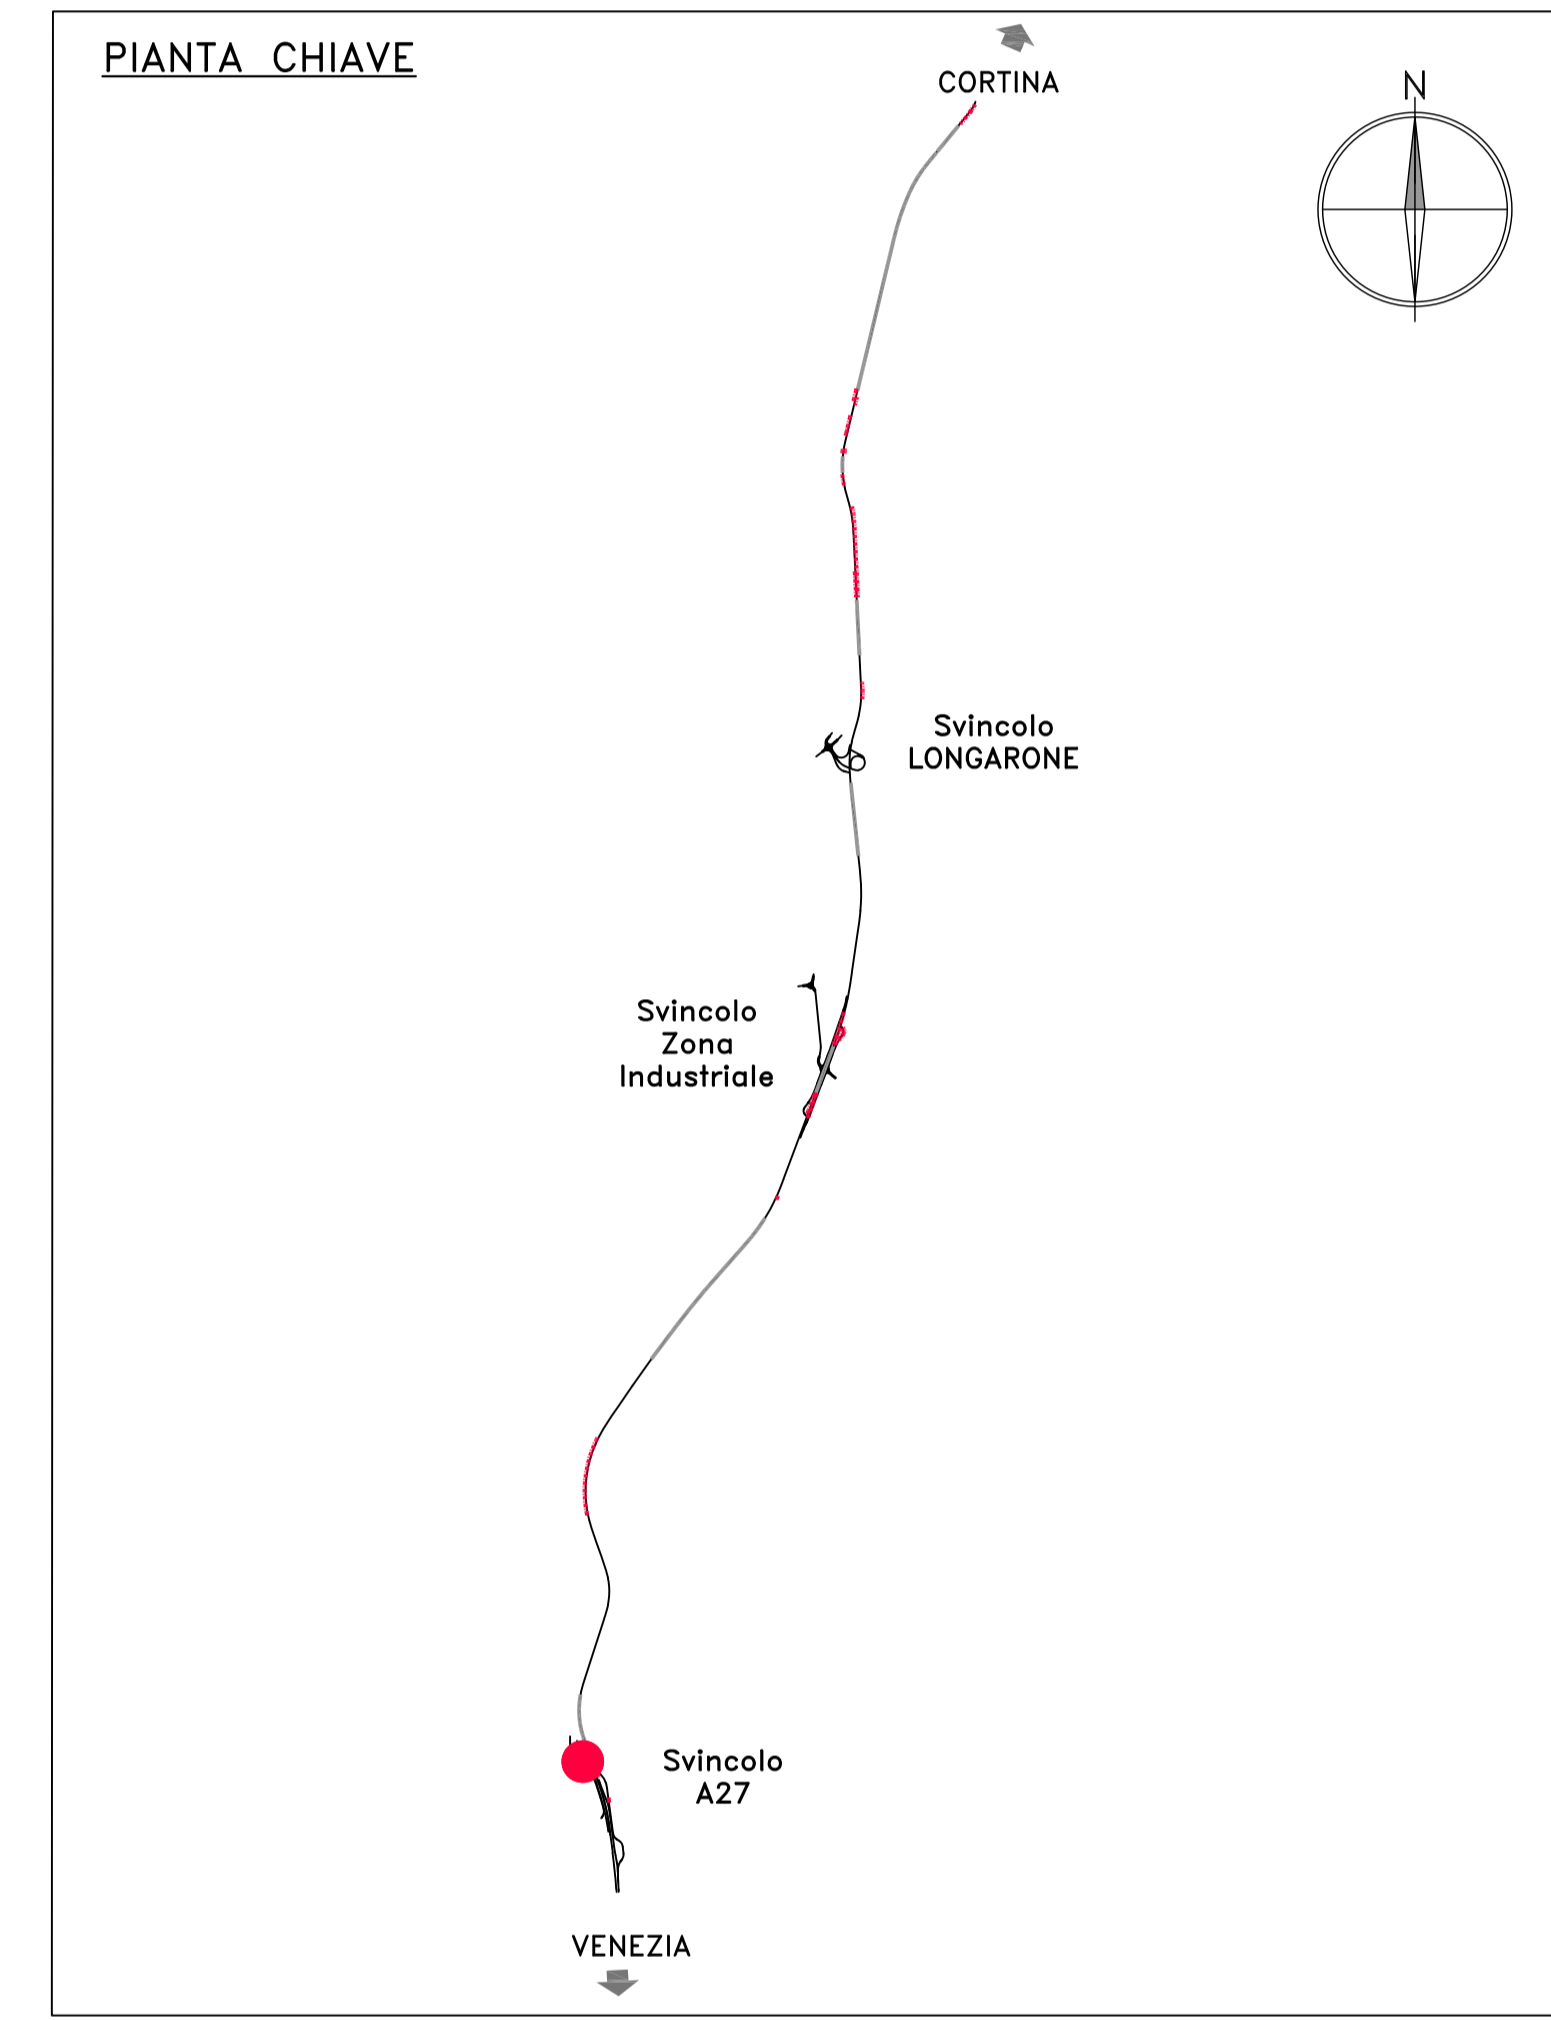 PIANTA CHIAVE
CORTINA
N
Svincolo
LONGARONE
Svincolo
Zona
Industriale
Svincolo
A27
VENEZIA